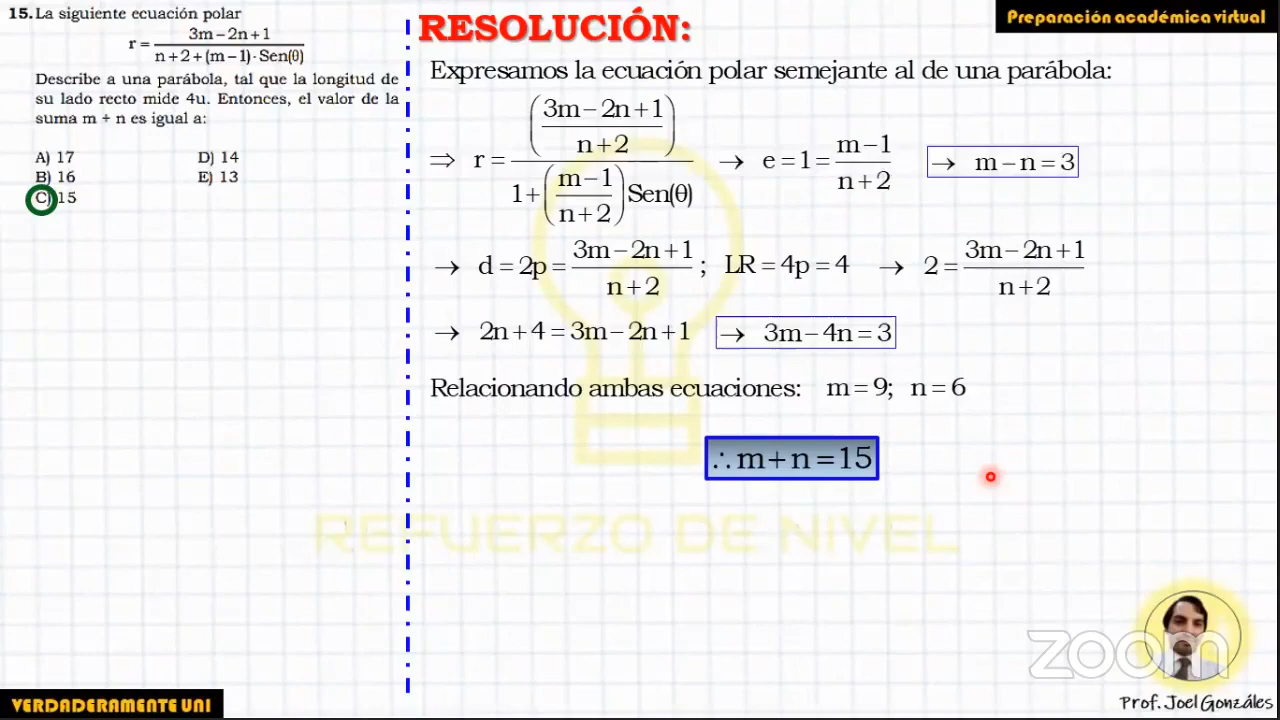 15. La siguiente ecuación polar
r = (3m – 2n + 1) / (n + 2 + (m – 1) · Sen(θ))
Describe a una parábola, tal que la longitud de
su lado recto mide 4u. Entonces, el valor de la
suma m + n es igual a:
A) 17 D) 14
B) 16 E) 13
C) 15
Preparación académica virtual
RESOLUCIÓN:
Expresamos la ecuación polar semejante al de una parábola:
⇒ r = ((3m – 2n + 1) / (n + 2)) / (1 + ((m – 1) / (n + 2)) Sen(θ)) → e = 1 = (m – 1) / (n + 2) → m – n = 3
→ d = 2p = (3m – 2n + 1) / (n + 2) ; LR = 4p = 4 → 2 = (3m – 2n + 1) / (n + 2)
→ 2n + 4 = 3m – 2n + 1 → 3m – 4n = 3
Relacionando ambas ecuaciones: m = 9; n = 6
∴ m + n = 15
REFUERZO DE NIVEL
zoom
Prof. Joel Gonzáles
VERDADERAMENTE UNI